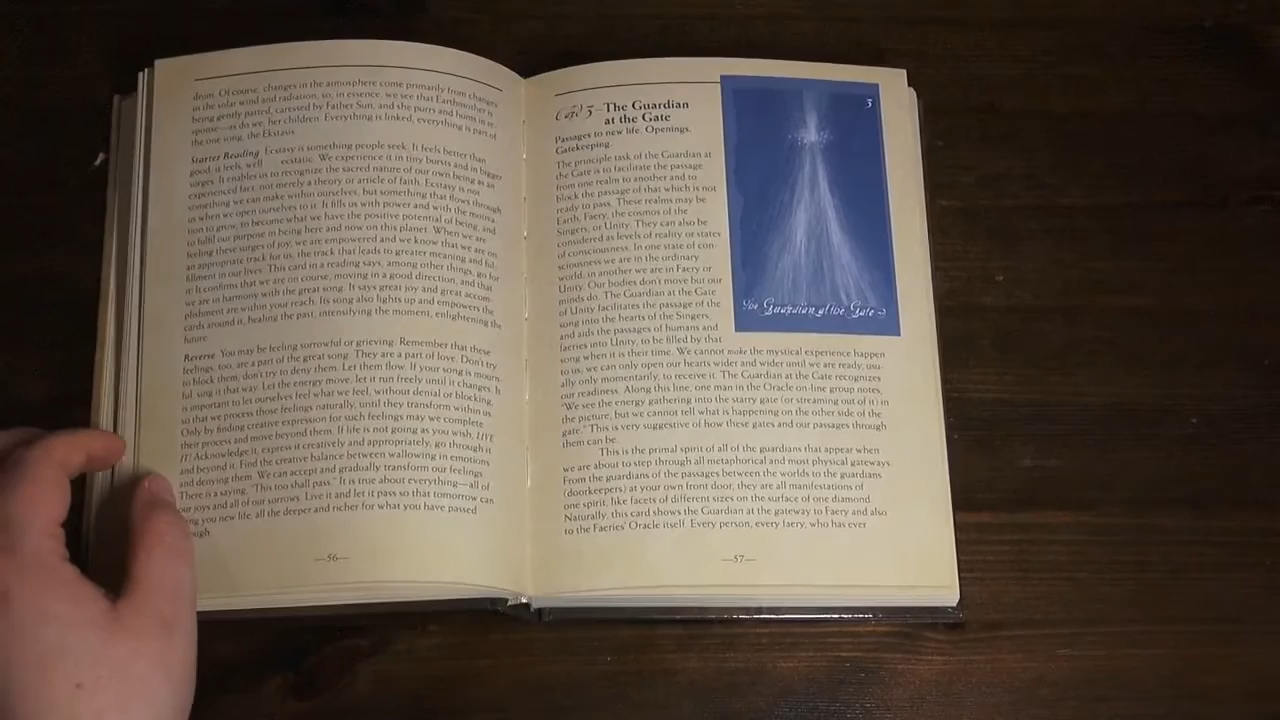 drum. Of course, changes in the atmosphere come primarily from changes
in the solar wind and radiation, so, in essence, we see that Earthmother is
being gently patted, caressed by Father Sun, and she purrs and hums in re-
sponse—as do we, her children. Everything is linked, everything is part of
the one song, the Ekstasis.
Starter Reading Ecstasy is something people seek. It feels better than
good; it feels, well ecstatic. We experience it in tiny bursts and in bigger
surges. It enables us to recognize the sacred nature of our own being as an
experienced fact, not merely a theory or article of faith. Ecstasy is not
something we can make within ourselves, but something that flows through
in when we open ourselves to it. It fills us with power and with the motiva-
tion to grow, to become what we have the positive potential of being, and
to fulfil our purpose in being here and now on this planet. When we are
feeling these surges of joy, we are empowered and we know that we are on
an appropriate track for us, the track that leads to greater meaning and ful-
fillment in our lives. This card in a reading says, among other things, go for
it! It confirms that we are on course, moving in a good direction, and that
we are in harmony with the great song. It says great joy and great accom-
plishment are within your reach. Its song also lights up and empowers the
cards around it, healing the past, intensifying the moment, enlightening the
future.
Reverse You may be feeling sorrowful or grieving. Remember that these
feelings, too, are a part of the great song. They are a part of love. Don't try
to block them, don't try to deny them. Let them flow. If your song is mourn-
ful, sing it that way. Let the energy move, let it run freely until it changes. It
is important to let ourselves feel what we feel, without denial or blocking,
so that we process those feelings naturally, until they transform within us.
Only by finding creative expression for such feelings may we complete
their process and move beyond them. If life is not going as you wish, LIVE
IT! Acknowledge it, express it creatively and appropriately, go through it
and beyond it. Find the creative balance between wallowing in emotions
and denying them. We can accept and gradually transform our feelings.
There is a saying, "This too shall pass." It is true about everything—all of
our joys and all of our sorrows. Live it and let it pass so that tomorrow can
ing you new life, all the deeper and richer for what you have passed
ough.
—56—
Card 3—The Guardian
at the Gate
Passages to new life. Openings.
Gatekeeping.
The principle task of the Guardian at
the Gate is to facilitate the passage
from one realm to another and to
block the passage of that which is not
ready to pass. These realms may be
Earth, Faery, the cosmos of the
Singers, or Unity. They can also be
considered as levels of reality or states
of consciousness. In one state of con-
sciousness we are in the ordinary
world, in another we are in Faery or
Unity. Our bodies don't move but our
minds do. The Guardian at the Gate
of Unity facilitates the passage of the
song into the hearts of the Singers,
and aids the passages of humans and
faeries into Unity, to be filled by that
song when it is their time. We cannot make the mystical experience happen
to us; we can only open our hearts wider and wider until we are ready, usu-
ally only momentarily, to receive it. The Guardian at the Gate recognizes
our readiness. Along this line, one man in the Oracle on-line group notes,
"We see the energy gathering into the starry gate (or streaming out of it) in
the picture, but we cannot tell what is happening on the other side of the
gate." This is very suggestive of how these gates and our passages through
them can be.
This is the primal spirit of all of the guardians that appear when
we are about to step through all metaphorical and most physical gateways.
From the guardians of the passages between the worlds to the guardians
(doorkeepers) at your own front door, they are all manifestations of
one spirit, like facets of different sizes on the surface of one diamond.
Naturally, this card shows the Guardian at the gateway to Faery and also
to the Faeries' Oracle itself. Every person, every faery, who has ever
—57—
3
The Guardian at the Gate